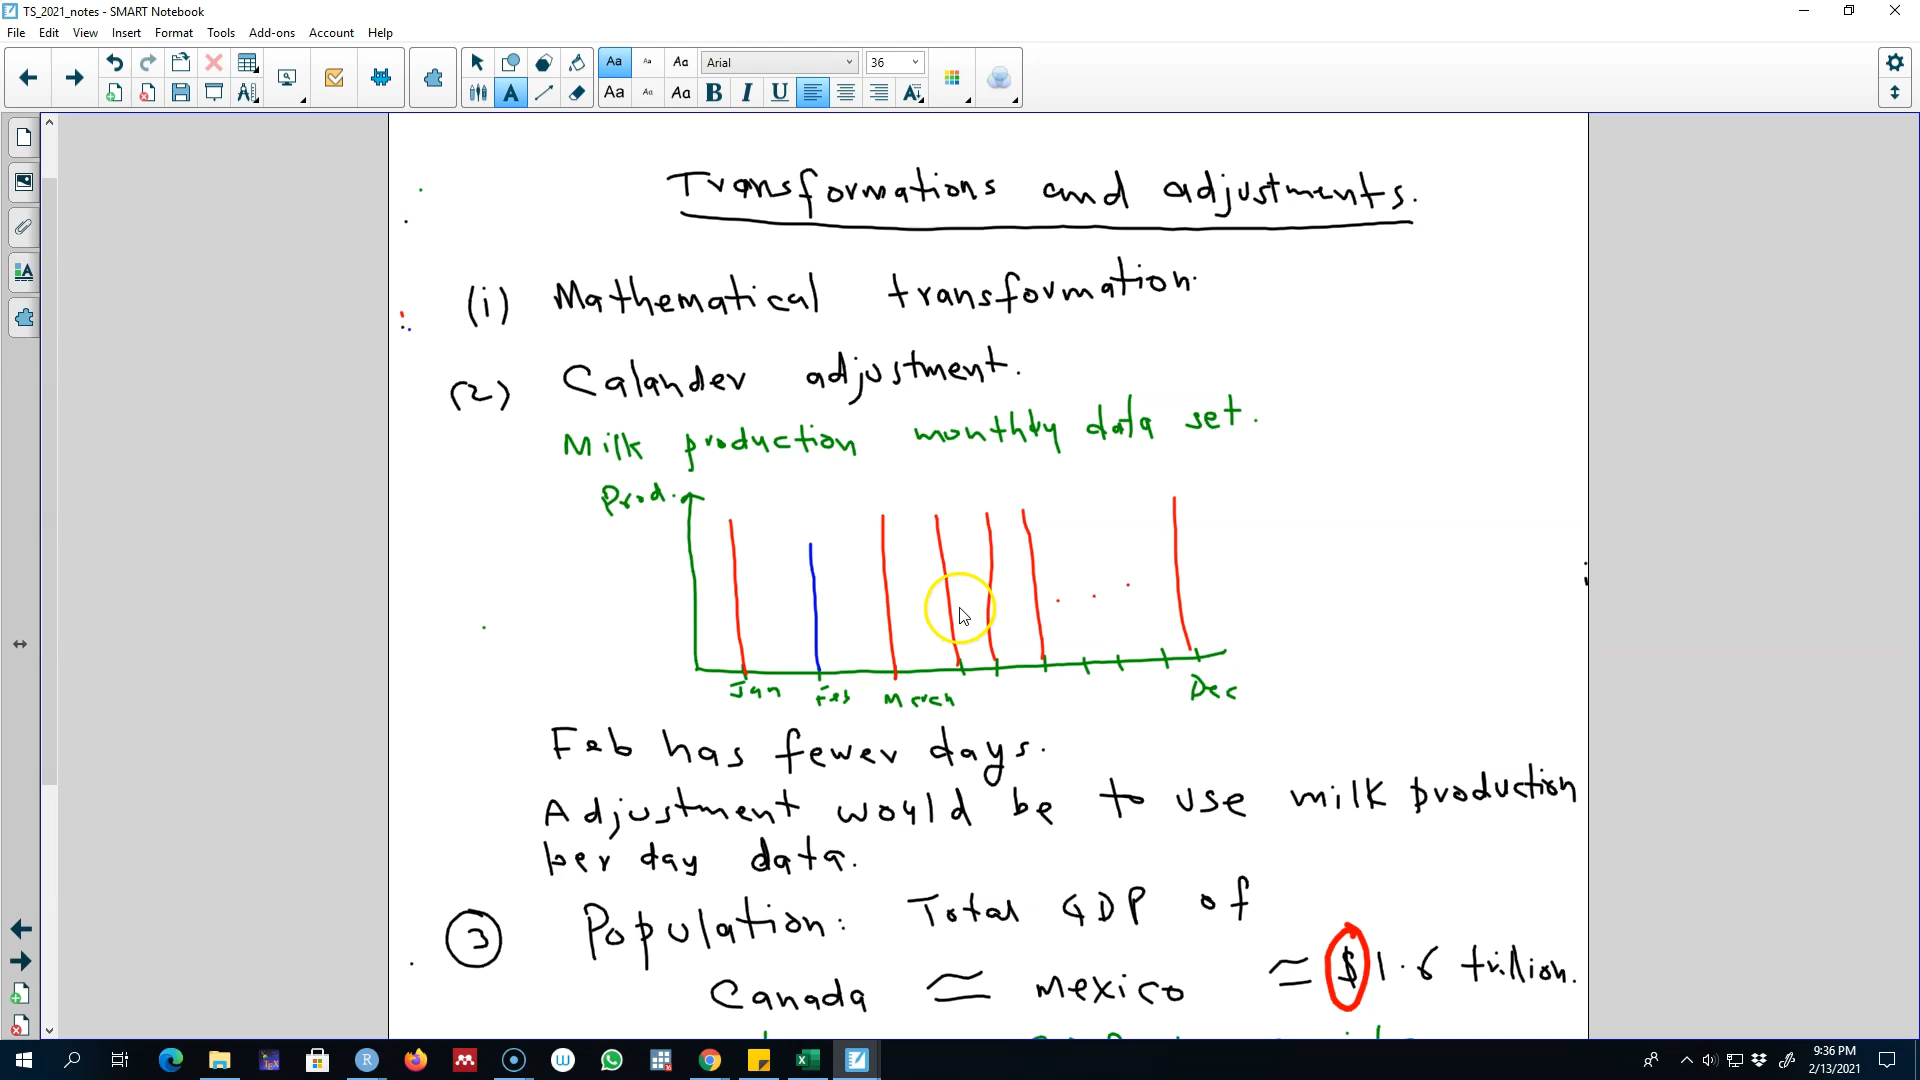 TS_2021_notes - SMART Notebook
File Edit View Insert Format Tools Add-ons Account Help
Arial 36
Transformations and adjustments.
(i) Mathematical transformation.
(2) Calander adjustment.
Milk production monthly data set.
Prod.
Jan Feb March Dec
Feb has fewer days.
Adjustment would be to use milk production
per day data.
3 Population: Total GDP of
Canada ≃ mexico ≃ $1.6 trillion.
9:36 PM
2/13/2021